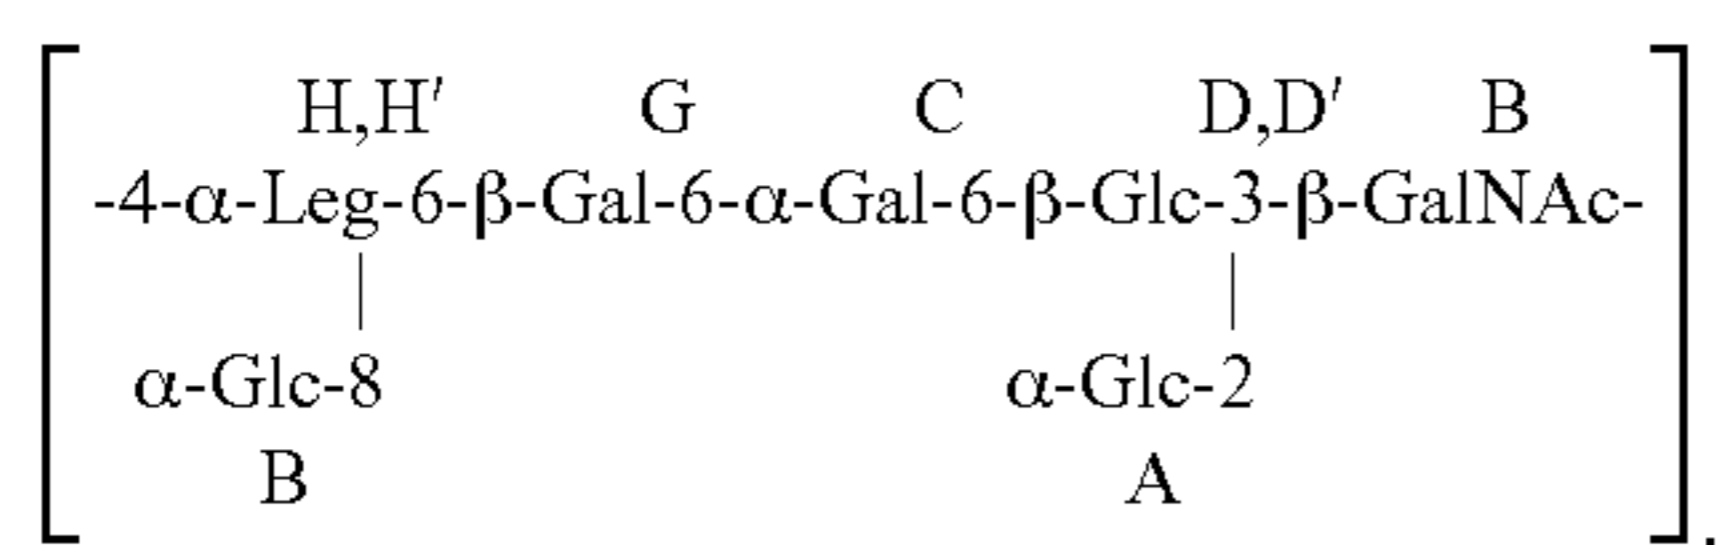 H,H′ G C D,D′ B
-4-α-Leg-6-β-Gal-6-α-Gal-6-β-Glc-3-β-GalNAc-
α-Glc-8 α-Glc-2
B A
.